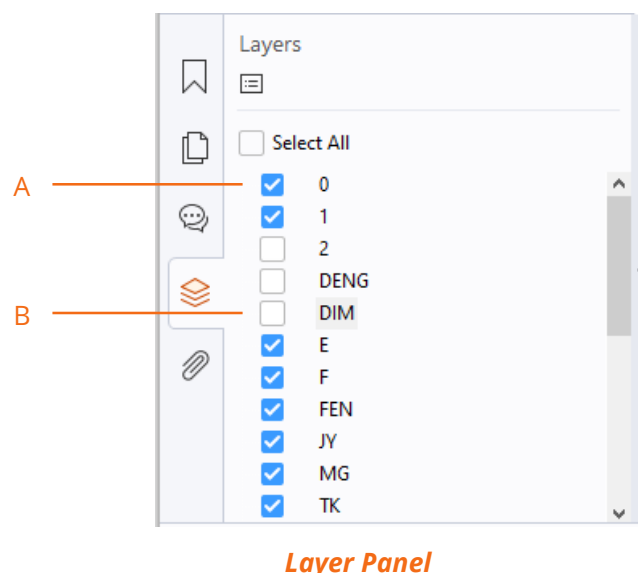 Layers
Select All
A
0
1
2
DENG
B
DIM
E
F
FEN
JY
MG
TK
Layer Panel